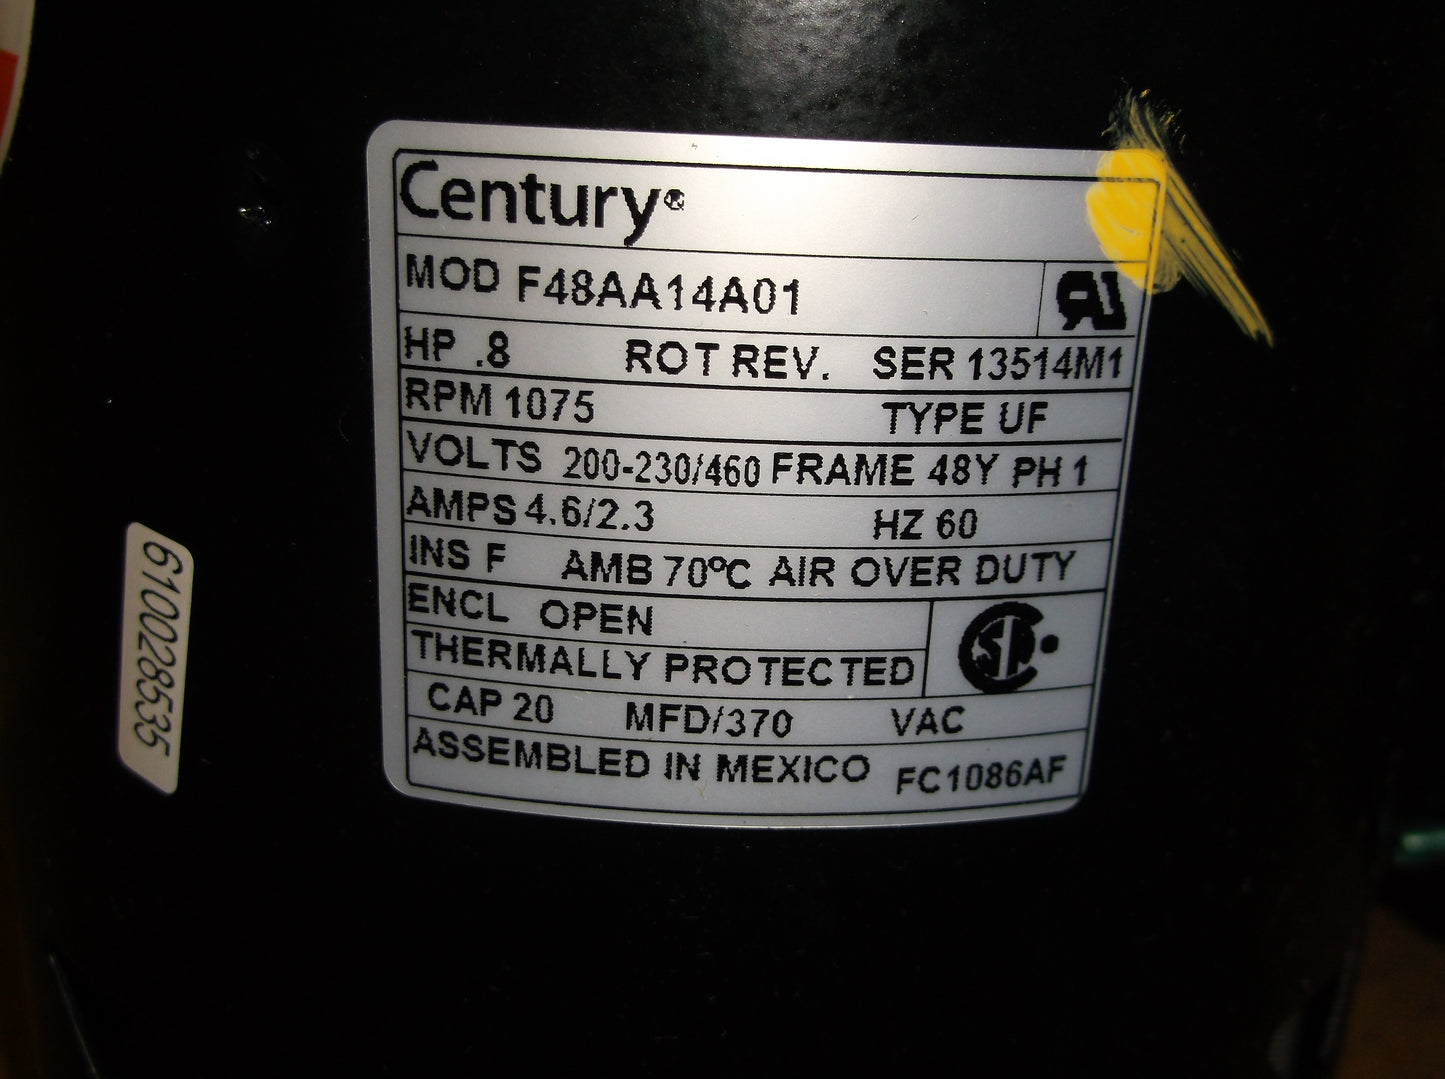 Century®
MOD F48AA14A01
HP .8 ROT REV. SER 13514M1
RPM 1075 TYPE UF
VOLTS 200-230/460 FRAME 48Y PH 1
AMPS 4.6/2.3 HZ 60
INS F AMB 70°C AIR OVER DUTY
ENCL OPEN
THERMALLY PROTECTED
CAP 20 MFD/370 VAC
ASSEMBLED IN MEXICO FC1086AF
610028535